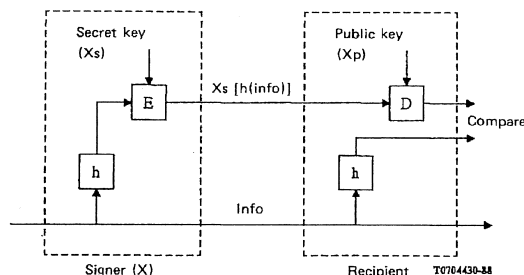 Secret key
(Xs)
Public key
(Xp)
E
Xs [h(info)]
D
Compare
h
h
Info
Signer (X)
Recipient
T0704430-88